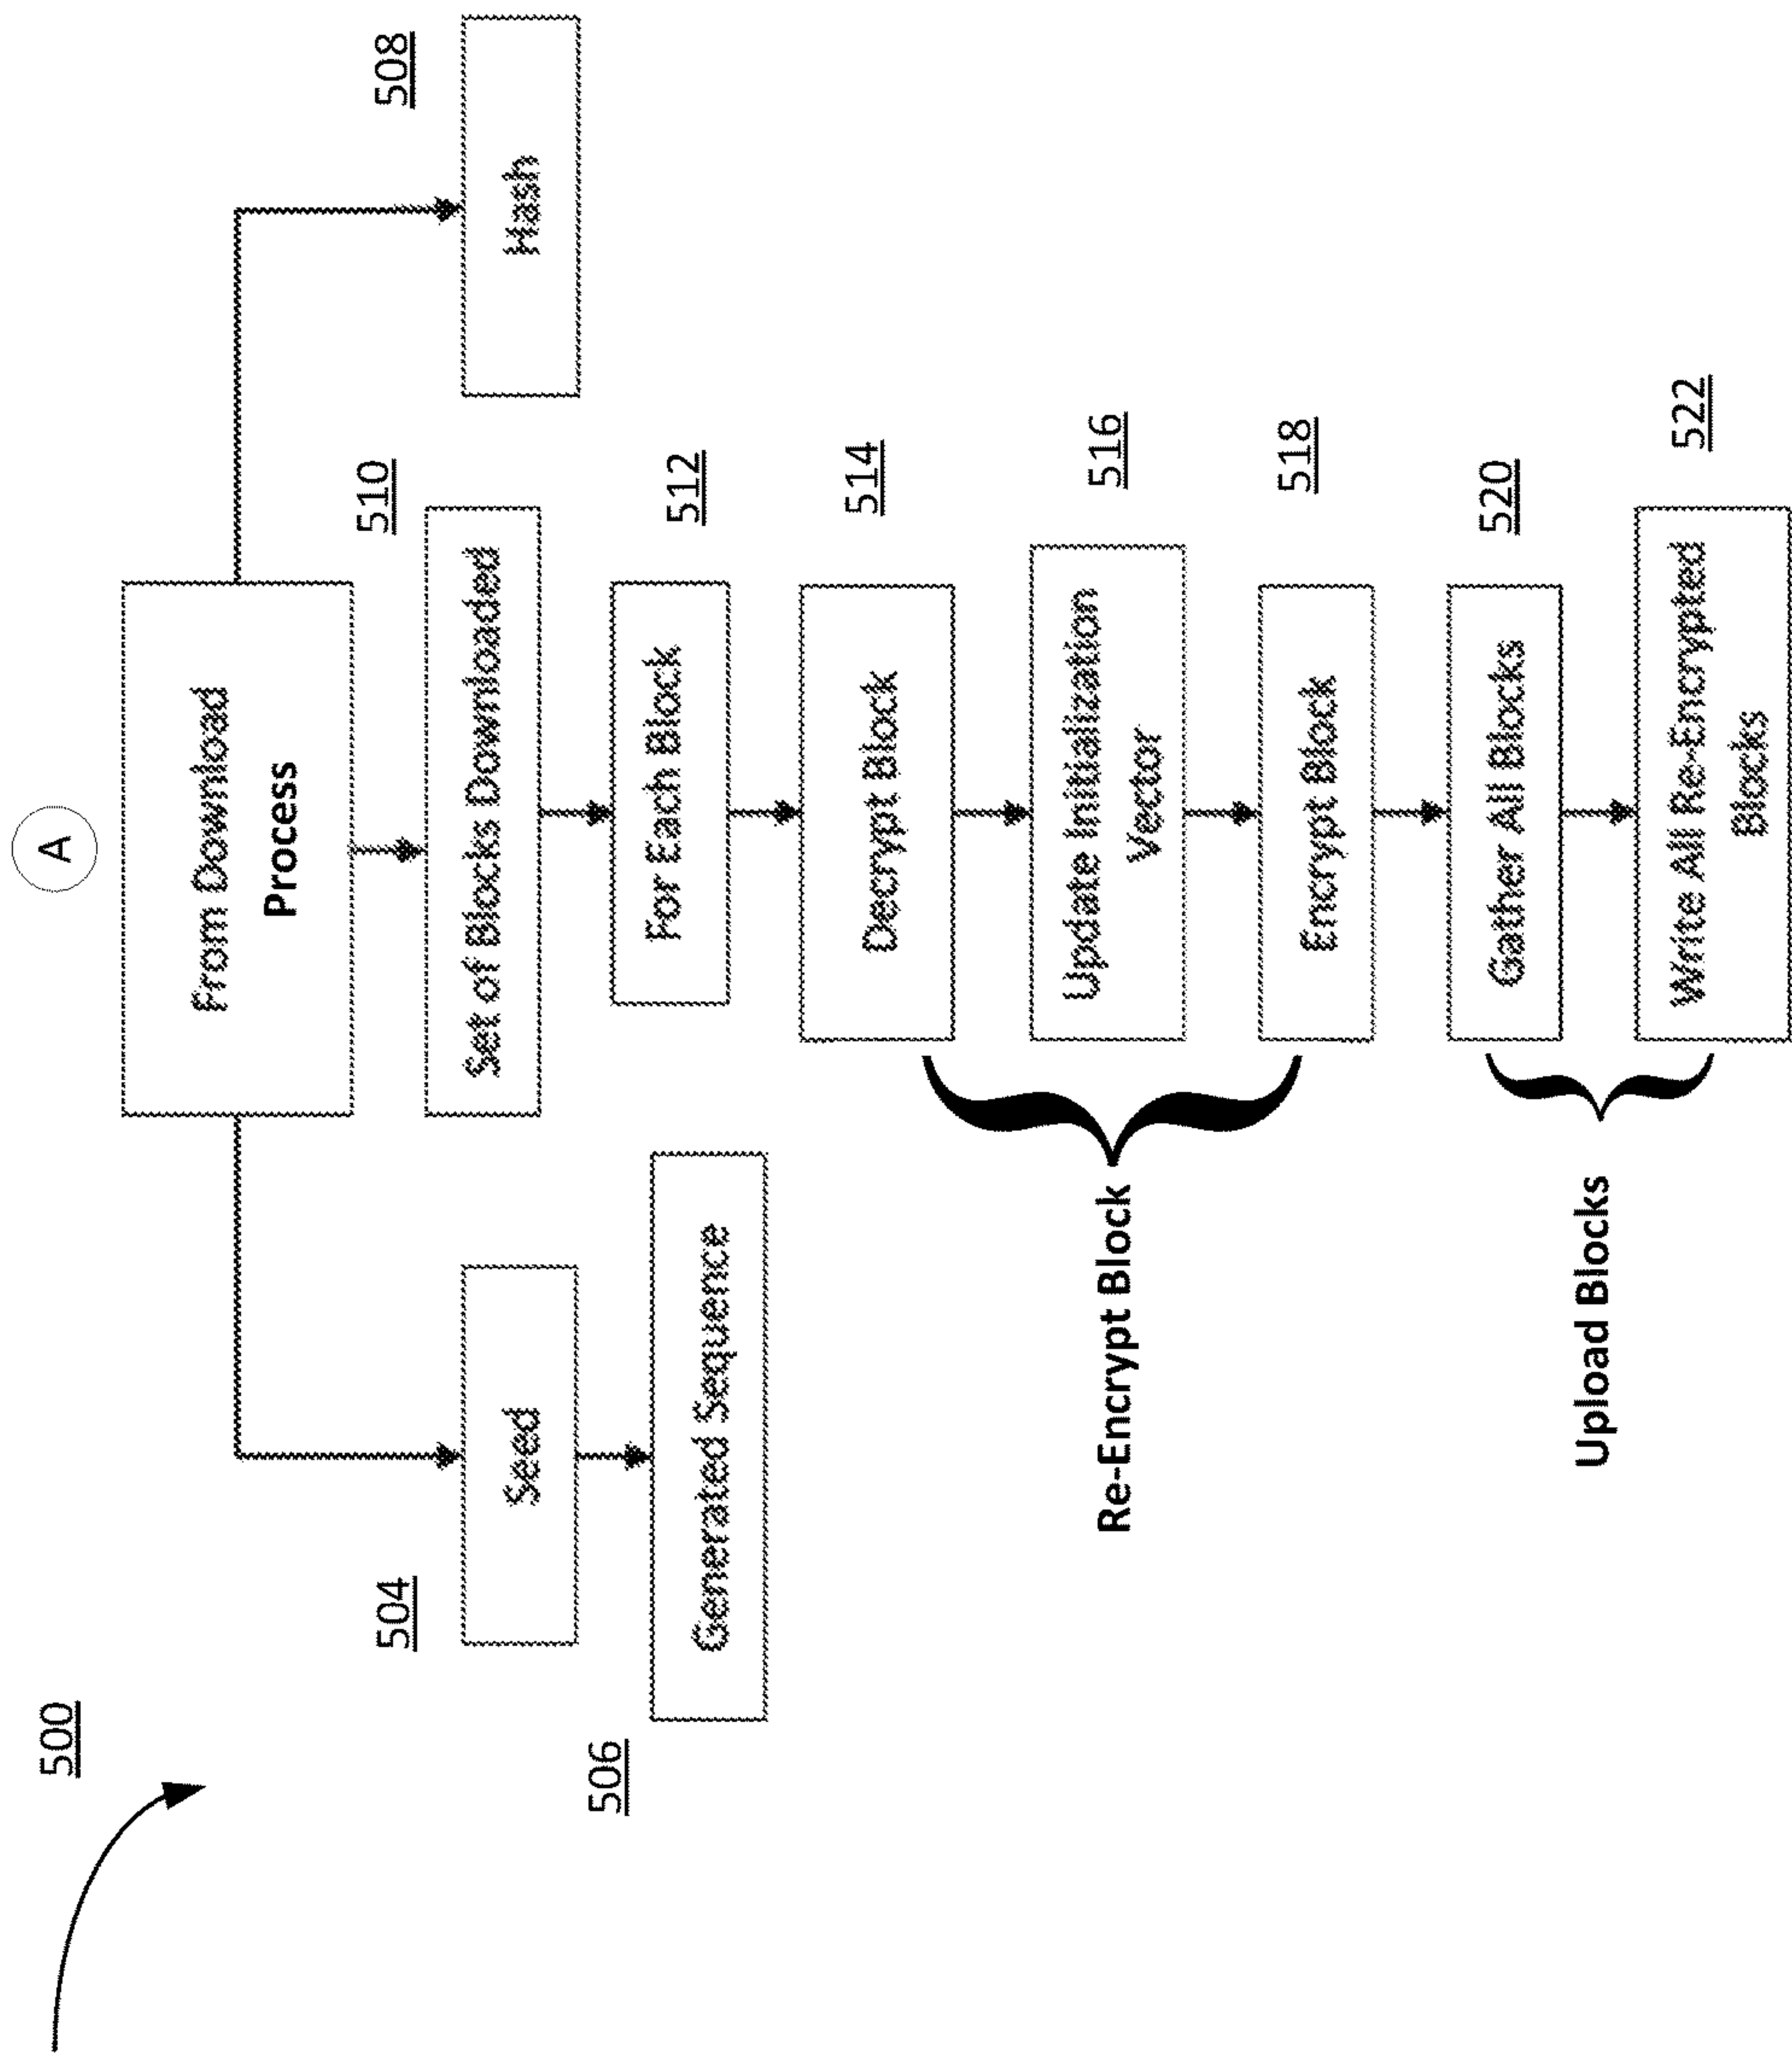 500
A
From Download
Process
504
Seed
506
Generated Sequence
510
Set of Blocks Downloaded
508
Hash
For Each Block
512
Decrypt Block
514
Re-Encrypt Block
Update Initialization
Vector
516
Encrypt Block
518
Upload Blocks
Gather All Blocks
520
Write All Re-Encrypted
Blocks
522